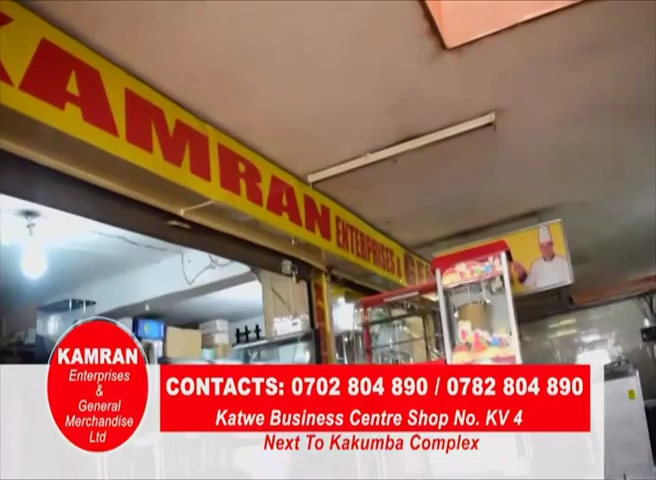 KAMRAN ENTERPRISES &
KAMRAN
Enterprises
&
General
Merchandise
Ltd
CONTACTS: 0702 804 890 / 0782 804 890
Katwe Business Centre Shop No. KV 4
Next To Kakumba Complex